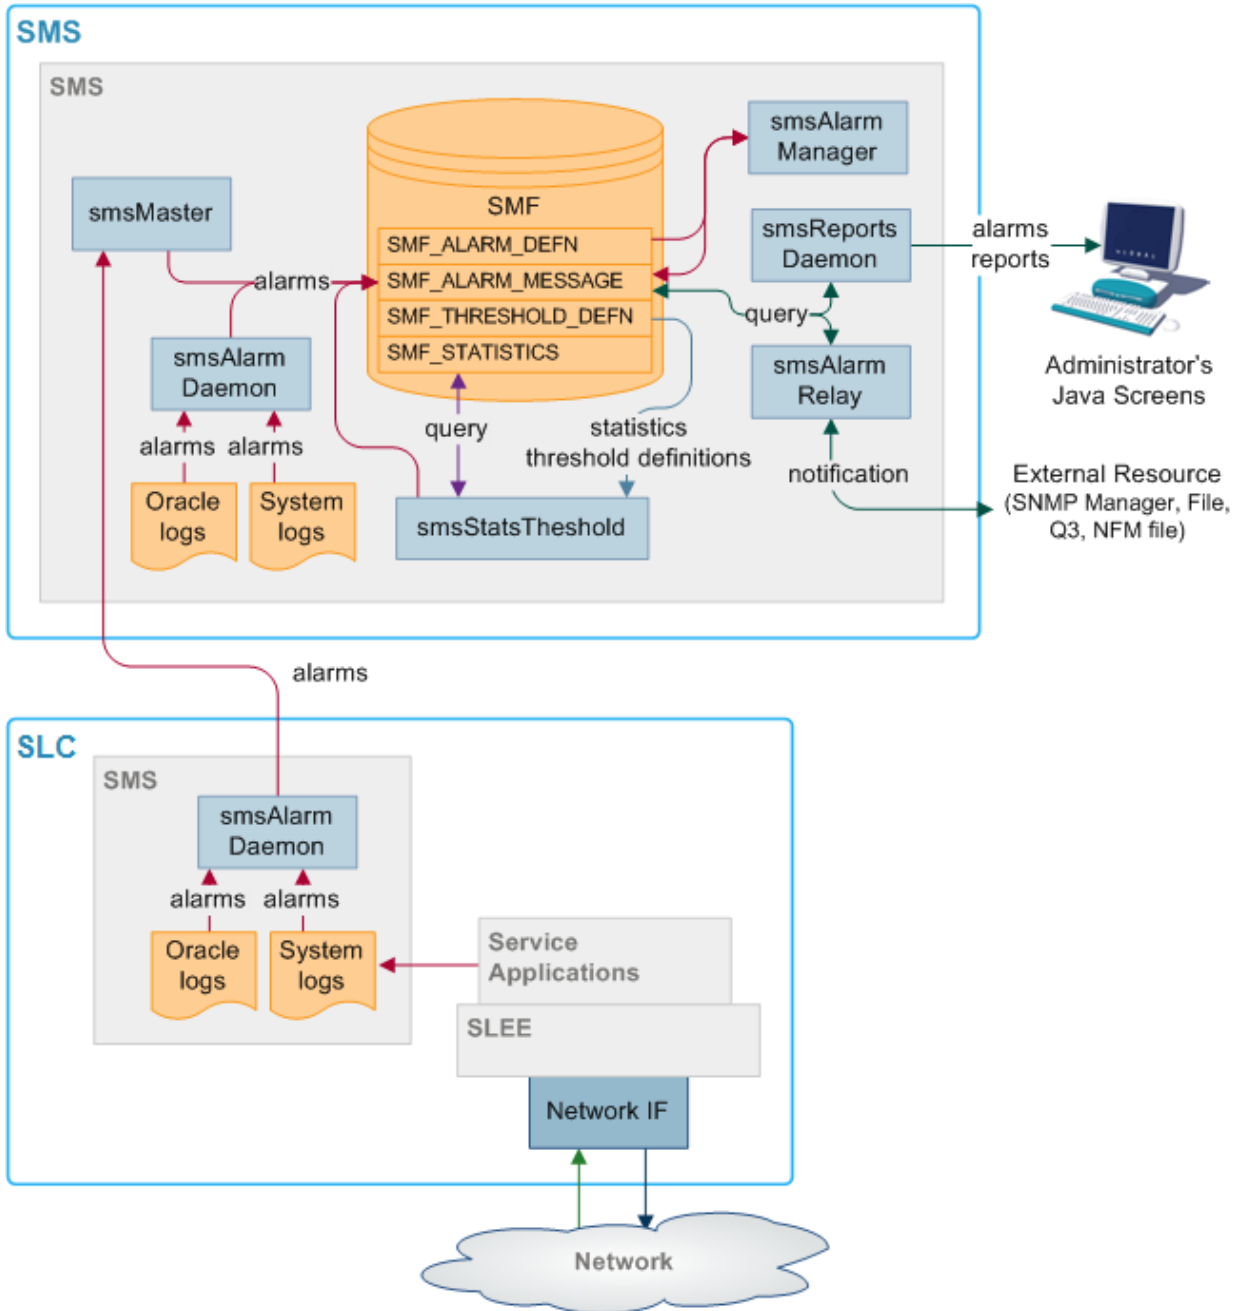 SMS
SMS
smsAlarm
Manager
smsMaster
SMF
SMF_ALARM_DEFN
SMF_ALARM_MESSAGE
SMF_THRESHOLD_DEFN
SMF_STATISTICS
smsReports
Daemon
alarms
reports
GLOBAL
alarms
query
smsAlarm
Daemon
smsAlarm
Relay
Administrator's
Java Screens
alarms
alarms
query
statistics
threshold definitions
notification
External Resource
(SNMP Manager, File,
Q3, NFM file)
Oracle
logs
System
logs
smsStatsTheshold
alarms
SLC
SMS
smsAlarm
Daemon
alarms
alarms
Oracle
logs
System
logs
Service
Applications
SLEE
Network IF
Network